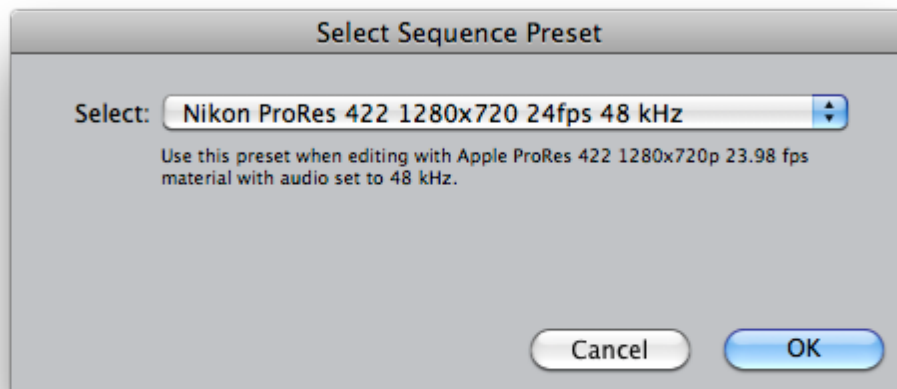 Select Sequence Preset
Select: Nikon ProRes 422 1280x720 24fps 48 kHz
Use this preset when editing with Apple ProRes 422 1280x720p 23.98 fps
material with audio set to 48 kHz.
Cancel OK